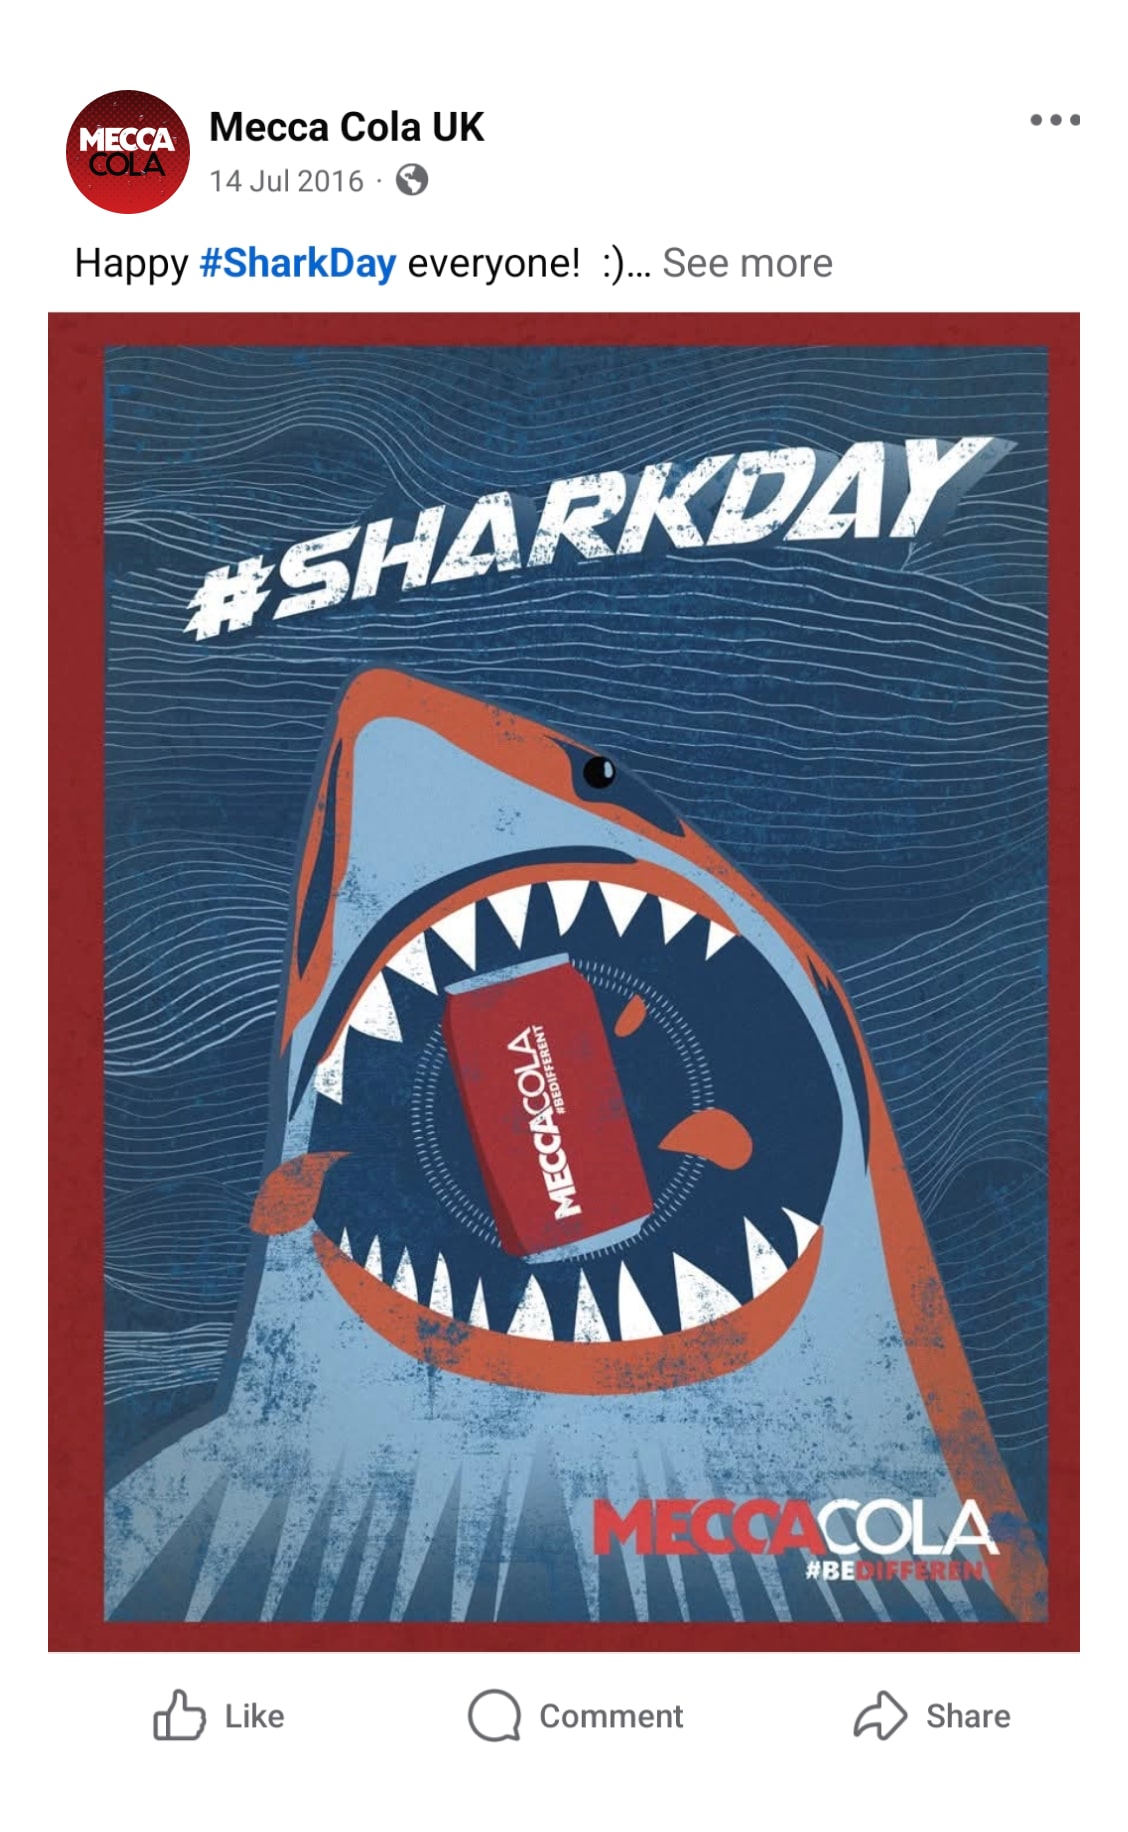 MECCA
COLA
Mecca Cola UK
14 Jul 2016 ·
Happy #SharkDay everyone! :)... See more
#SHARKDAY
MECCACOLA
#BEDIFFERENT
MECCACOLA
#BEDIFFERENT
Like
Comment
Share